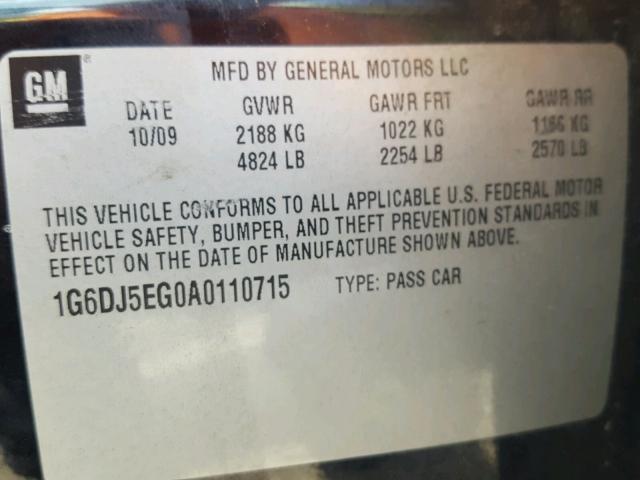 GM ®
MFD BY GENERAL MOTORS LLC
DATE GVWR GAWR FRT GAWR RR
10/09 2188 KG 1022 KG 1166 KG
4824 LB 2254 LB 2570 LB
THIS VEHICLE CONFORMS TO ALL APPLICABLE U.S. FEDERAL MOTOR
VEHICLE SAFETY, BUMPER, AND THEFT PREVENTION STANDARDS IN
EFFECT ON THE DATE OF MANUFACTURE SHOWN ABOVE.
1G6DJ5EG0A0110715 TYPE: PASS CAR